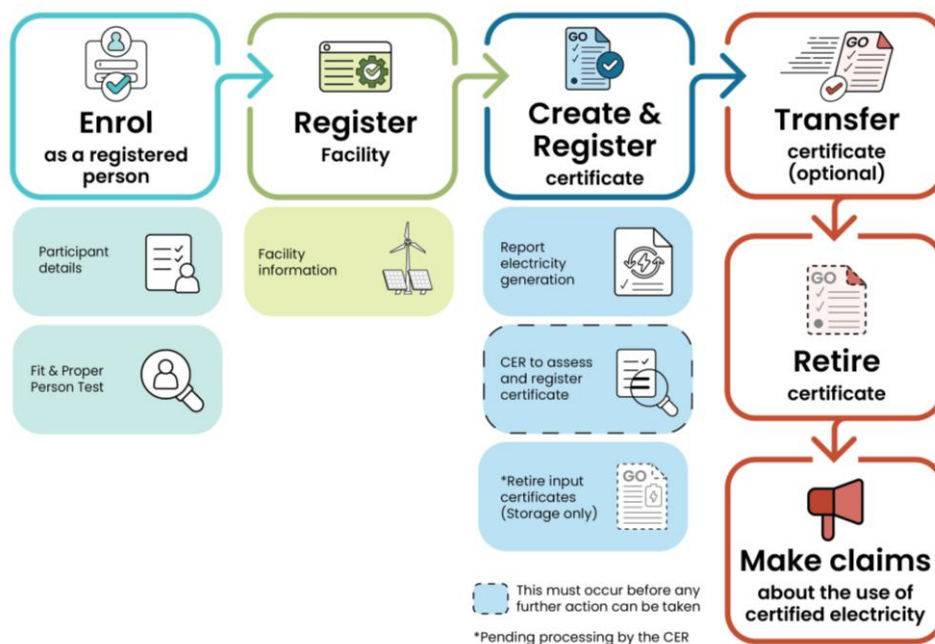 Enrol
as a registered
person
Participant
details
Fit & Proper
Person Test
Register
Facility
Facility
information
GO
Create &
Register
certificate
Report
electricity
generation
CER to assess
and register
certificate
*Retire input
certificates
(Storage only)
GO
This must occur before any
further action can be taken
*Pending processing by the CER
GO
Transfer
certificate
(optional)
GO
Retire
certificate
Make claims
about the use of
certified electricity